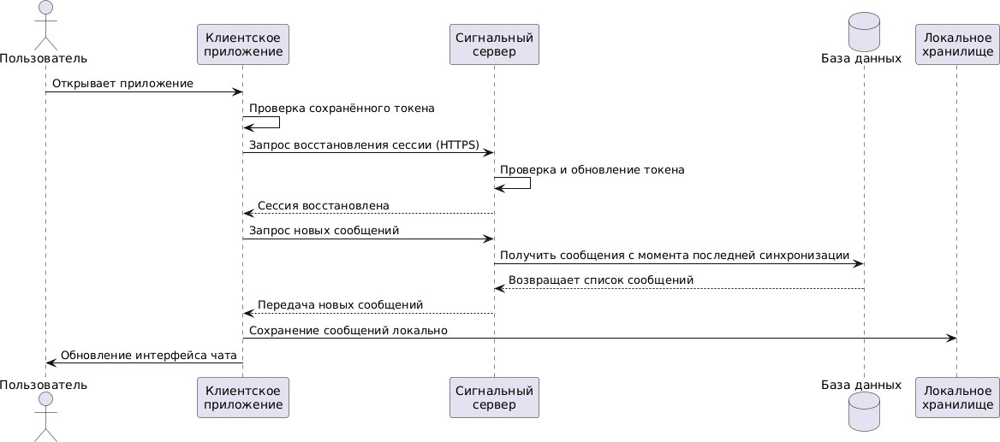 Клиентское
приложение
Сигнальный
сервер
Локальное
хранилище
Пользователь
База данных
Открывает приложение
Проверка сохранённого токена
Запрос восстановления сессии (HTTPS)
Проверка и обновление токена
Сессия восстановлена
Запрос новых сообщений
Получить сообщения с момента последней синхронизации
Возвращает список сообщений
Передача новых сообщений
Сохранение сообщений локально
Обновление интерфейса чата
Пользователь
База данных
Клиентское
приложение
Сигнальный
сервер
Локальное
хранилище